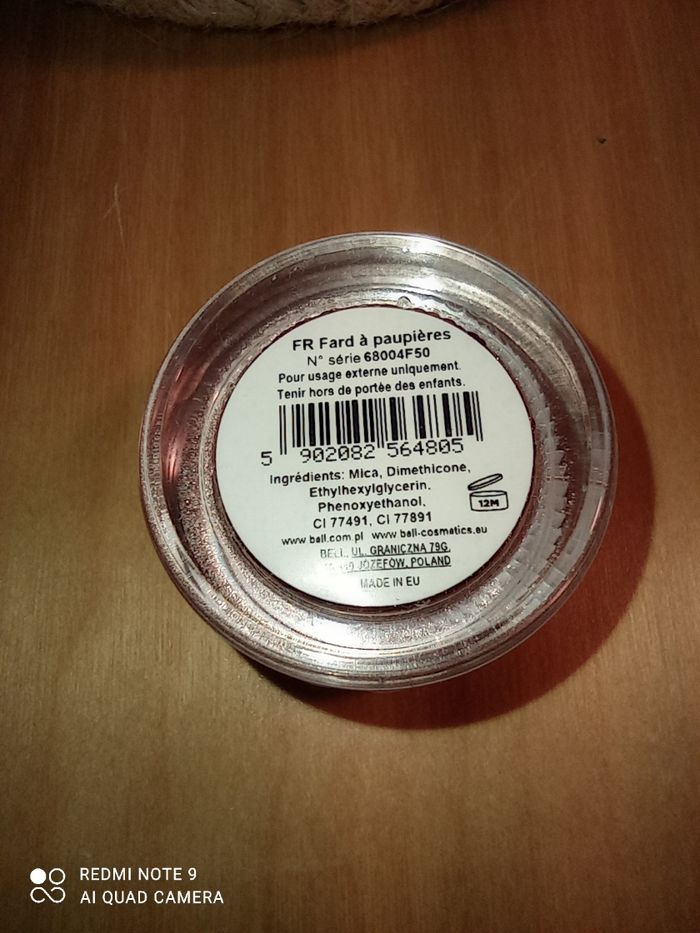 FR Fard à paupières
N° série 68004F50
Pour usage externe uniquement.
Tenir hors de portée des enfants.
5 902082 564805
Ingrédients: Mica, Dimethicone,
Ethylhexylglycerin,
Phenoxyethanol,
CI 77491, CI 77891
12M
www.bell.com.pl www.bell-cosmetics.eu
BELL, UL. GRANICZNA 79G,
JÓZEFÓW, POLAND
MADE IN EU
REDMI NOTE 9
AI QUAD CAMERA